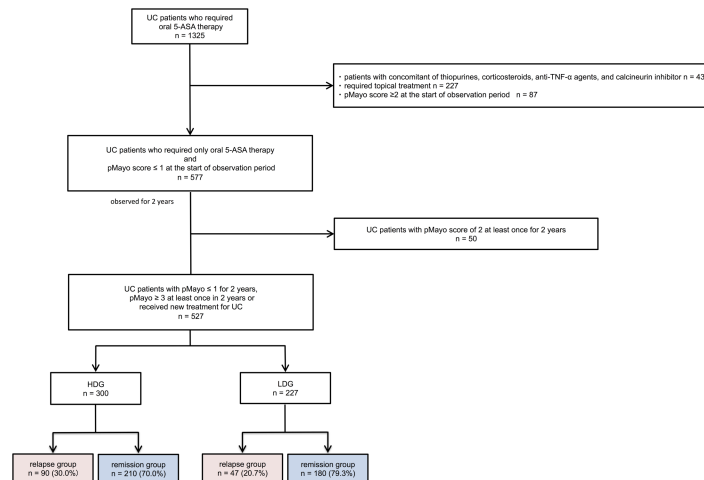 UC patients who required
oral 5-ASA therapy
n = 1325
・patients with concomitant of thiopurines, corticosteroids, anti-TNF-α agents, and calcineurin inhibitor n = 43
・required topical treatment n = 227
・pMayo score ≥2 at the start of observation period n = 87
UC patients who required only oral 5-ASA therapy
and
pMayo score ≤ 1 at the start of observation period
n = 577
observed for 2 years
UC patients with pMayo score of 2 at least once for 2 years
n = 50
UC patients with pMayo ≤ 1 for 2 years,
pMayo ≥ 3 at least once in 2 years or
received new treatment for UC
n = 527
HDG
n = 300
LDG
n = 227
relapse group
n = 90 (30.0%)
remission group
n = 210 (70.0%)
relapse group
n = 47 (20.7%)
remission group
n = 180 (79.3%)